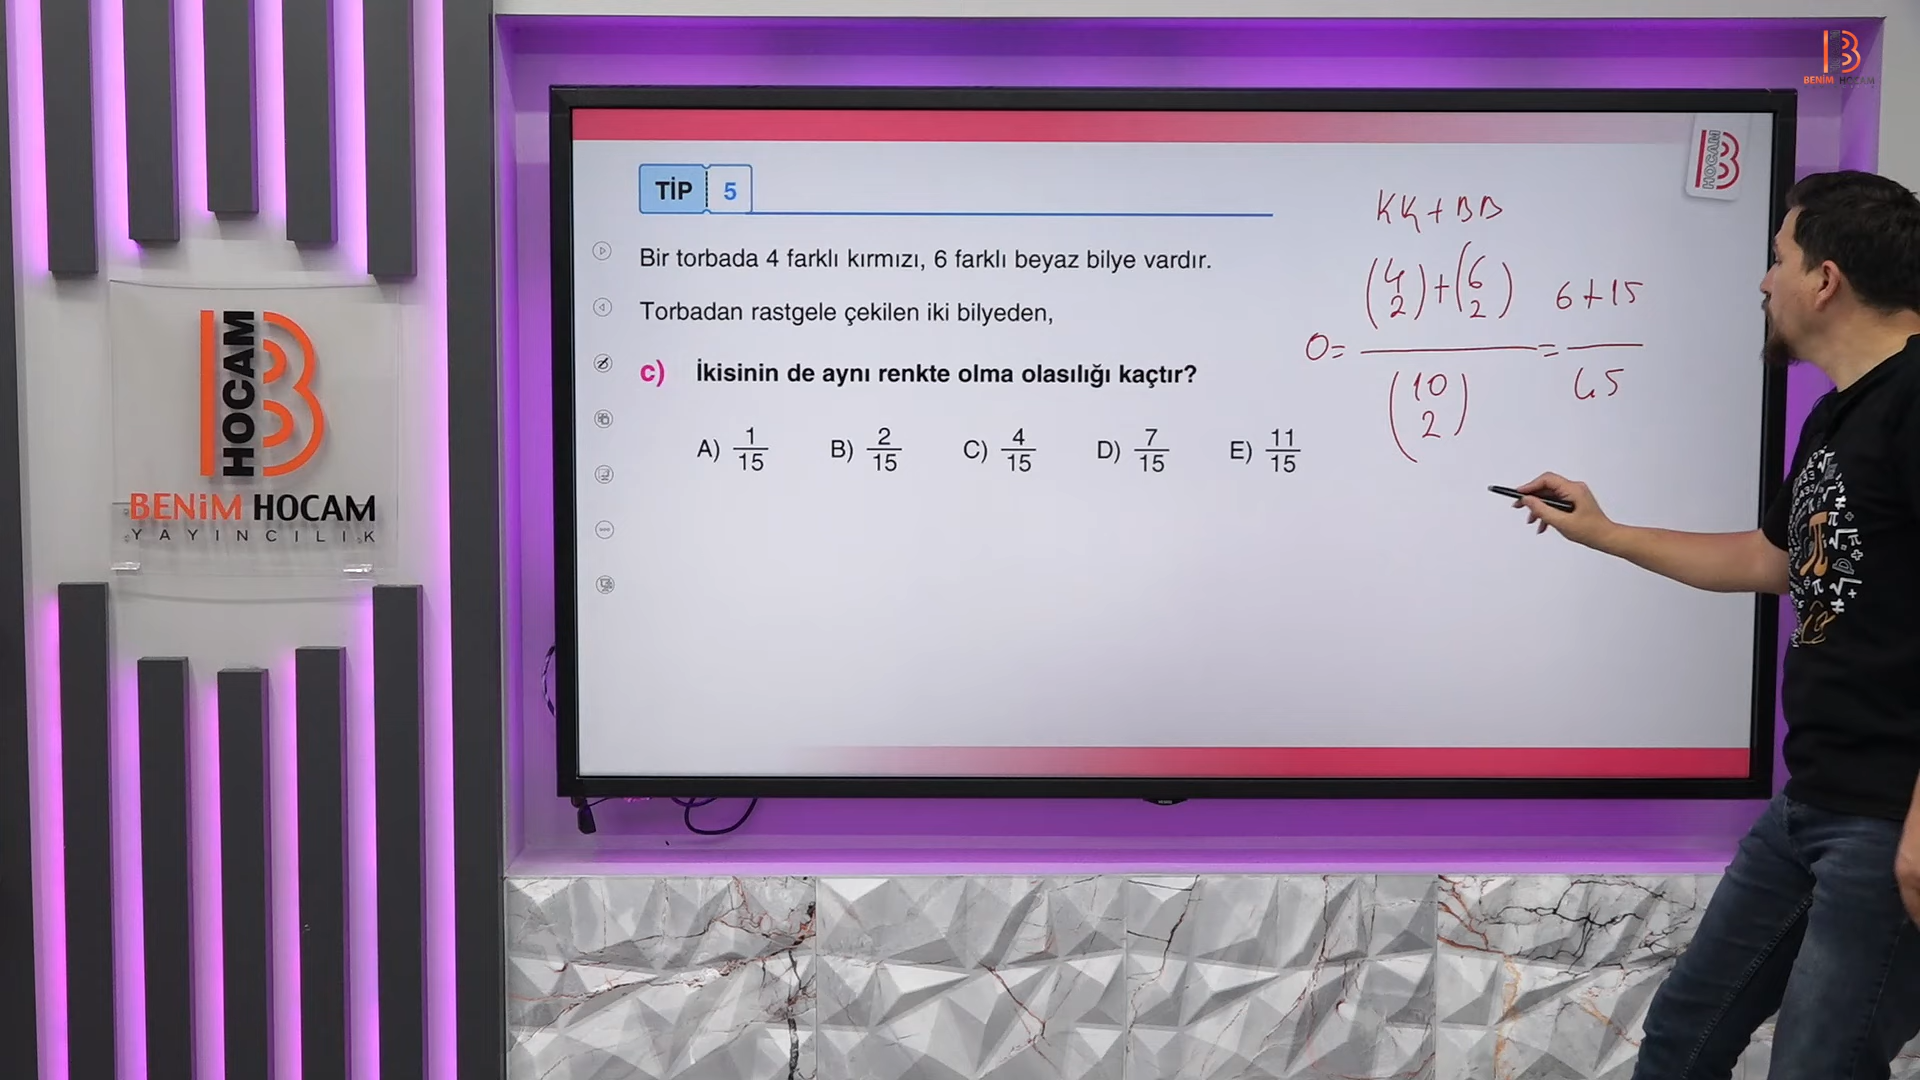 BENİM HOCAM
HOCAM
HOCAM
BENİM HOCAM
YAYINCILIK
TİP 5
Bir torbada 4 farklı kırmızı, 6 farklı beyaz bilye vardır.
Torbadan rastgele çekilen iki bilyeden,
c) İkisinin de aynı renkte olma olasılığı kaçtır?
A) 1/15 B) 2/15 C) 4/15 D) 7/15 E) 11/15
KK + BB
O = ((4 2) + (6 2)) / (10 2) = (6 + 15) / 45